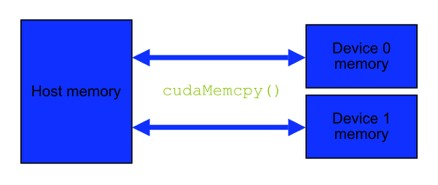 Host memory
Device 0
memory
cudaMemcpy()
Device 1
memory